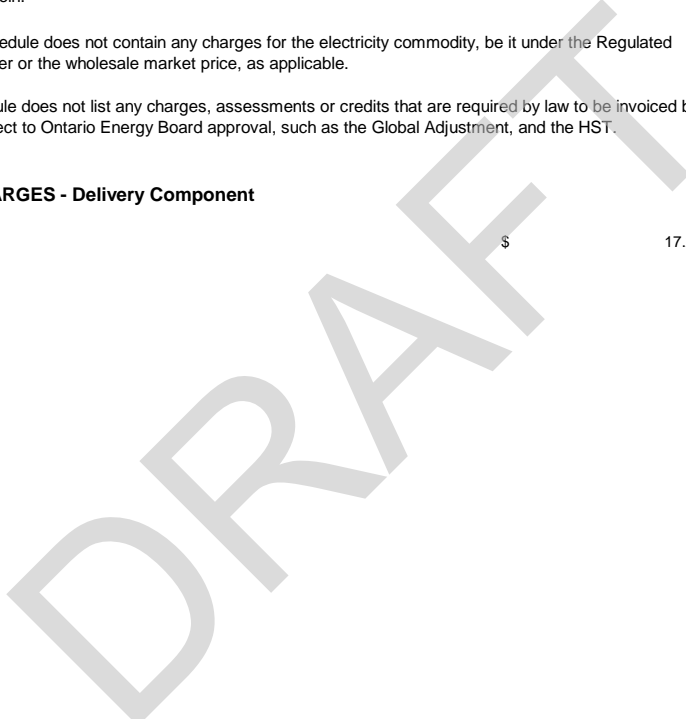 edule does not contain any charges for the electricity commodity, be it under the Regulated
er or the wholesale market price, as applicable.
ule does not list any charges, assessments or credits that are required by law to be invoiced b
ect to Ontario Energy Board approval, such as the Global Adjustment, and the HST.
ARGES - Delivery Component
$ 17.
DRAFT